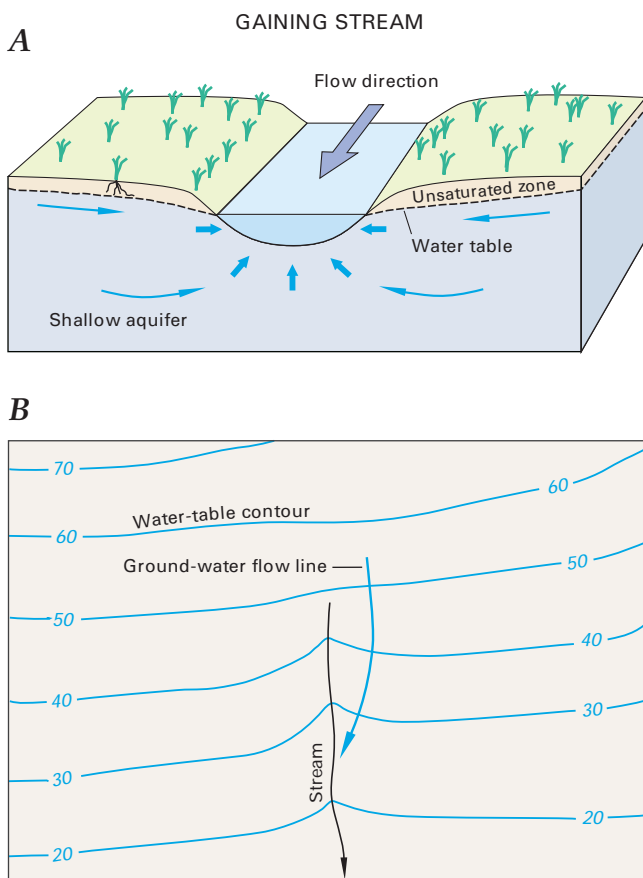 GAINING STREAM
A
Flow direction
Unsaturated zone
Water table
Shallow aquifer
B
70
60
Water-table contour
60
Ground-water flow line
50
50
40
40
30
30
Stream
20
20